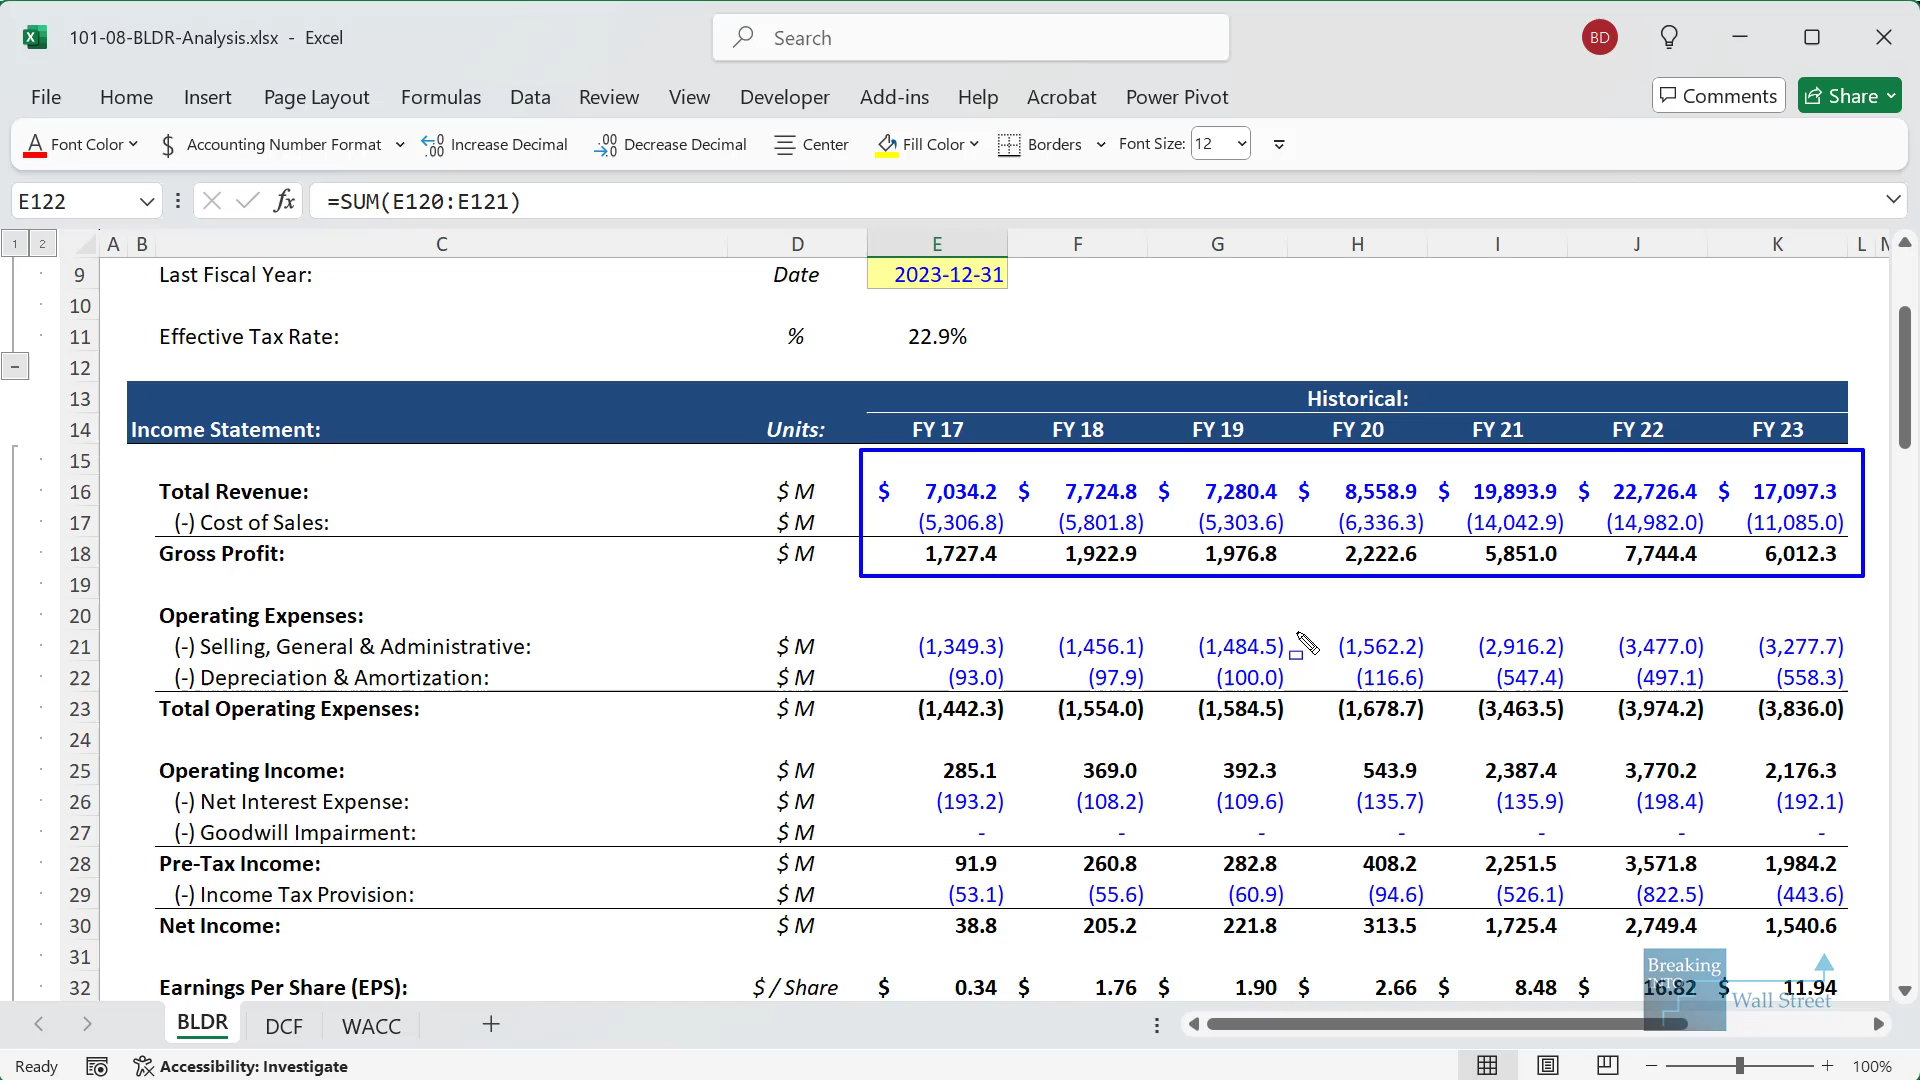 101-08-BLDR-Analysis.xlsx - Excel
Search
BD
File Home Insert Page Layout Formulas Data Review View Developer Add-ins Help Acrobat Power Pivot Comments Share
Font Color $ Accounting Number Format Increase Decimal Decrease Decimal Center Fill Color Borders Font Size: 12
E122 fx =SUM(E120:E121)
1 2 A B C D E F G H I J K L M
9 Last Fiscal Year: Date 2023-12-31
10
11 Effective Tax Rate: % 22.9%
12
13 Historical:
14 Income Statement: Units: FY 17 FY 18 FY 19 FY 20 FY 21 FY 22 FY 23
15
16 Total Revenue: $ M $ 7,034.2 $ 7,724.8 $ 7,280.4 $ 8,558.9 $ 19,893.9 $ 22,726.4 $ 17,097.3
17 (-) Cost of Sales: $ M (5,306.8) (5,801.8) (5,303.6) (6,336.3) (14,042.9) (14,982.0) (11,085.0)
18 Gross Profit: $ M 1,727.4 1,922.9 1,976.8 2,222.6 5,851.0 7,744.4 6,012.3
19
20 Operating Expenses:
21 (-) Selling, General & Administrative: $ M (1,349.3) (1,456.1) (1,484.5) (1,562.2) (2,916.2) (3,477.0) (3,277.7)
22 (-) Depreciation & Amortization: $ M (93.0) (97.9) (100.0) (116.6) (547.4) (497.1) (558.3)
23 Total Operating Expenses: $ M (1,442.3) (1,554.0) (1,584.5) (1,678.7) (3,463.5) (3,974.2) (3,836.0)
24
25 Operating Income: $ M 285.1 369.0 392.3 543.9 2,387.4 3,770.2 2,176.3
26 (-) Net Interest Expense: $ M (193.2) (108.2) (109.6) (135.7) (135.9) (198.4) (192.1)
27 (-) Goodwill Impairment: $ M - - - - - - -
28 Pre-Tax Income: $ M 91.9 260.8 282.8 408.2 2,251.5 3,571.8 1,984.2
29 (-) Income Tax Provision: $ M (53.1) (55.6) (60.9) (94.6) (526.1) (822.5) (443.6)
30 Net Income: $ M 38.8 205.2 221.8 313.5 1,725.4 2,749.4 1,540.6
31
32 Earnings Per Share (EPS): $ / Share $ 0.34 $ 1.76 $ 1.90 $ 2.66 $ 8.48 $ 16.82 $ 11.94
Breaking
INTO
Wall Street
BLDR DCF WACC
Ready Accessibility: Investigate 100%